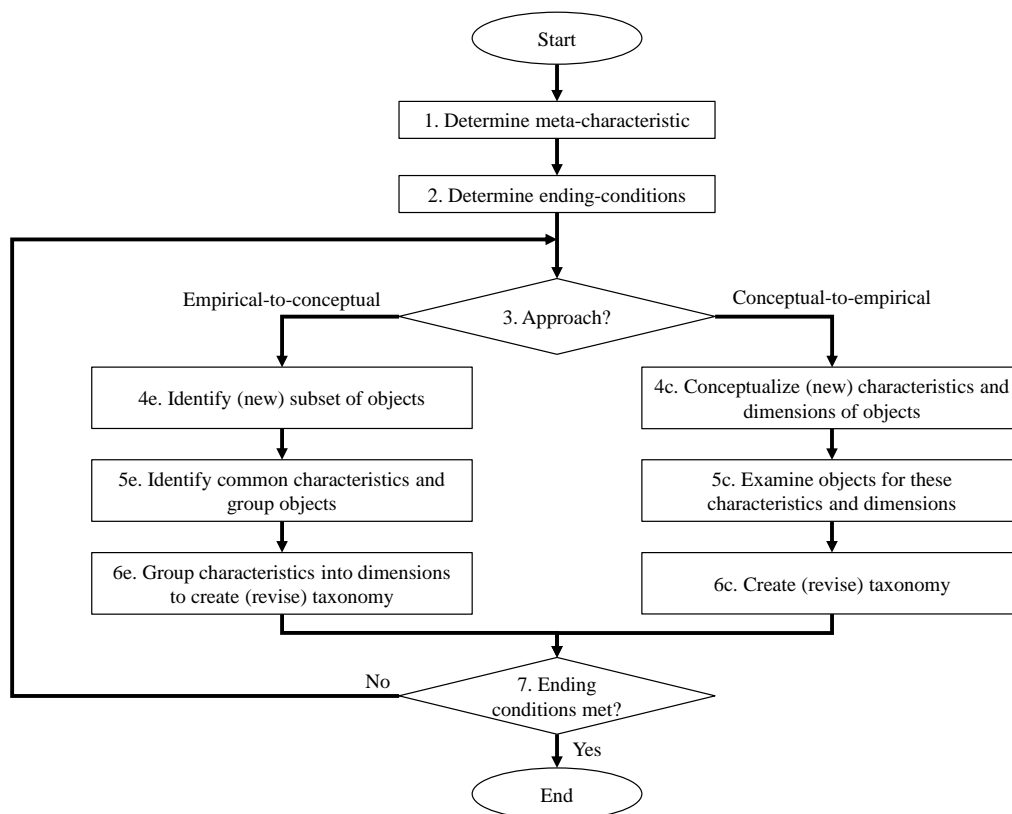 Start
1. Determine meta-characteristic
2. Determine ending-conditions
Empirical-to-conceptual
Conceptual-to-empirical
3. Approach?
4e. Identify (new) subset of objects
4c. Conceptualize (new) characteristics and
dimensions of objects
5e. Identify common characteristics and
group objects
5c. Examine objects for these
characteristics and dimensions
6e. Group characteristics into dimensions
to create (revise) taxonomy
6c. Create (revise) taxonomy
No
7. Ending
conditions met?
Yes
End